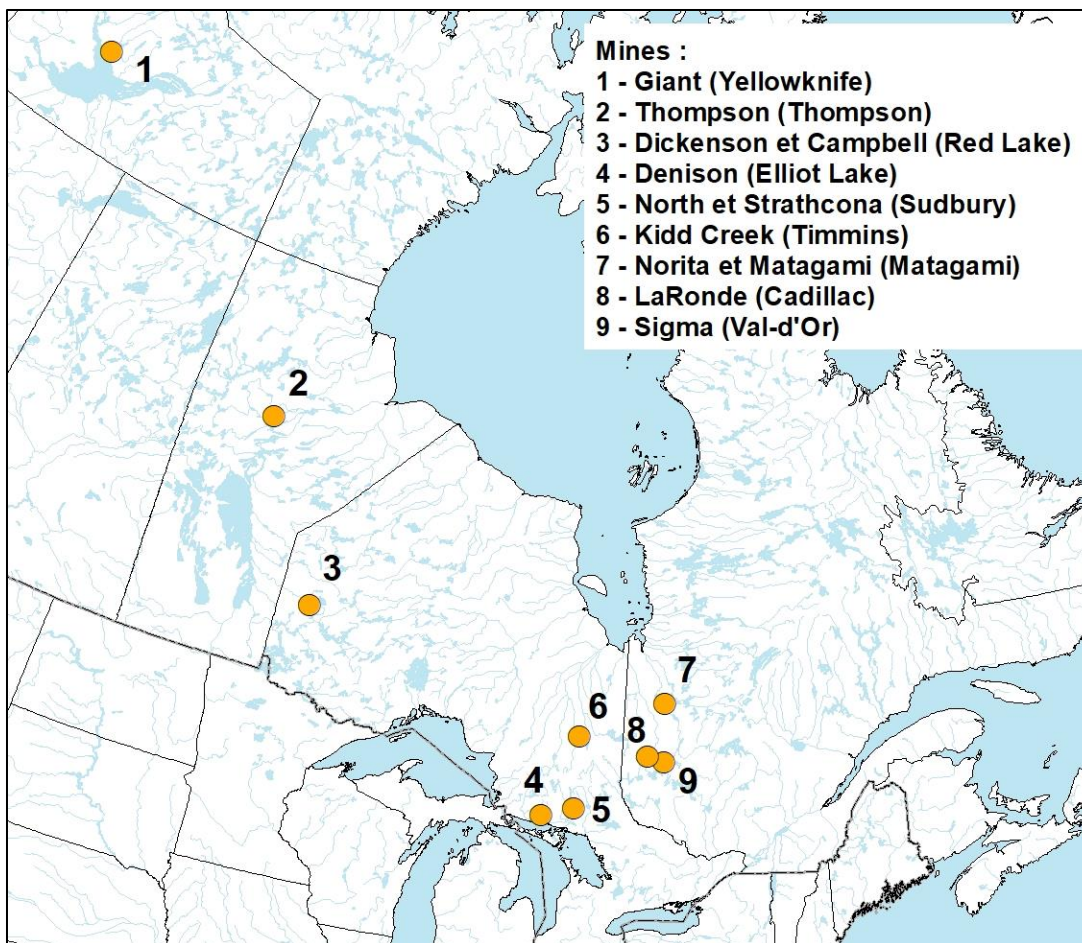 Mines :
1 - Giant (Yellowknife)
2 - Thompson (Thompson)
3 - Dickenson et Campbell (Red Lake)
4 - Denison (Elliot Lake)
5 - North et Strathcona (Sudbury)
6 - Kidd Creek (Timmins)
7 - Norita et Matagami (Matagami)
8 - LaRonde (Cadillac)
9 - Sigma (Val-d'Or)
1
2
3
7
6
8
9
4
5